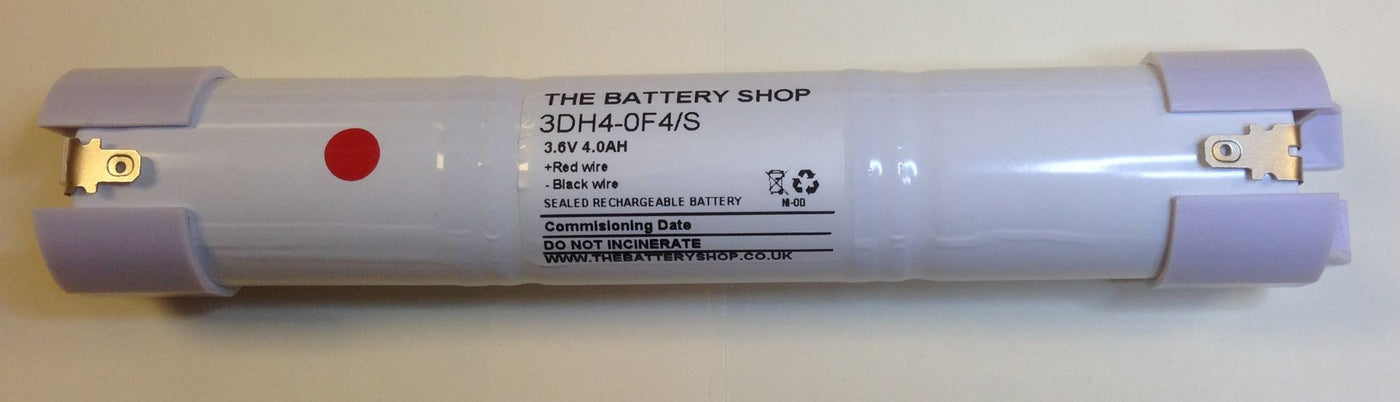 THE BATTERY SHOP
3DH4-0F4/S
3.6V 4.0AH
+Red wire
- Black wire
NI-0D
SEALED RECHARGEABLE BATTERY
Commisioning Date
DO NOT INCINERATE
WWW.THEBATTERYSHOP.CO.UK